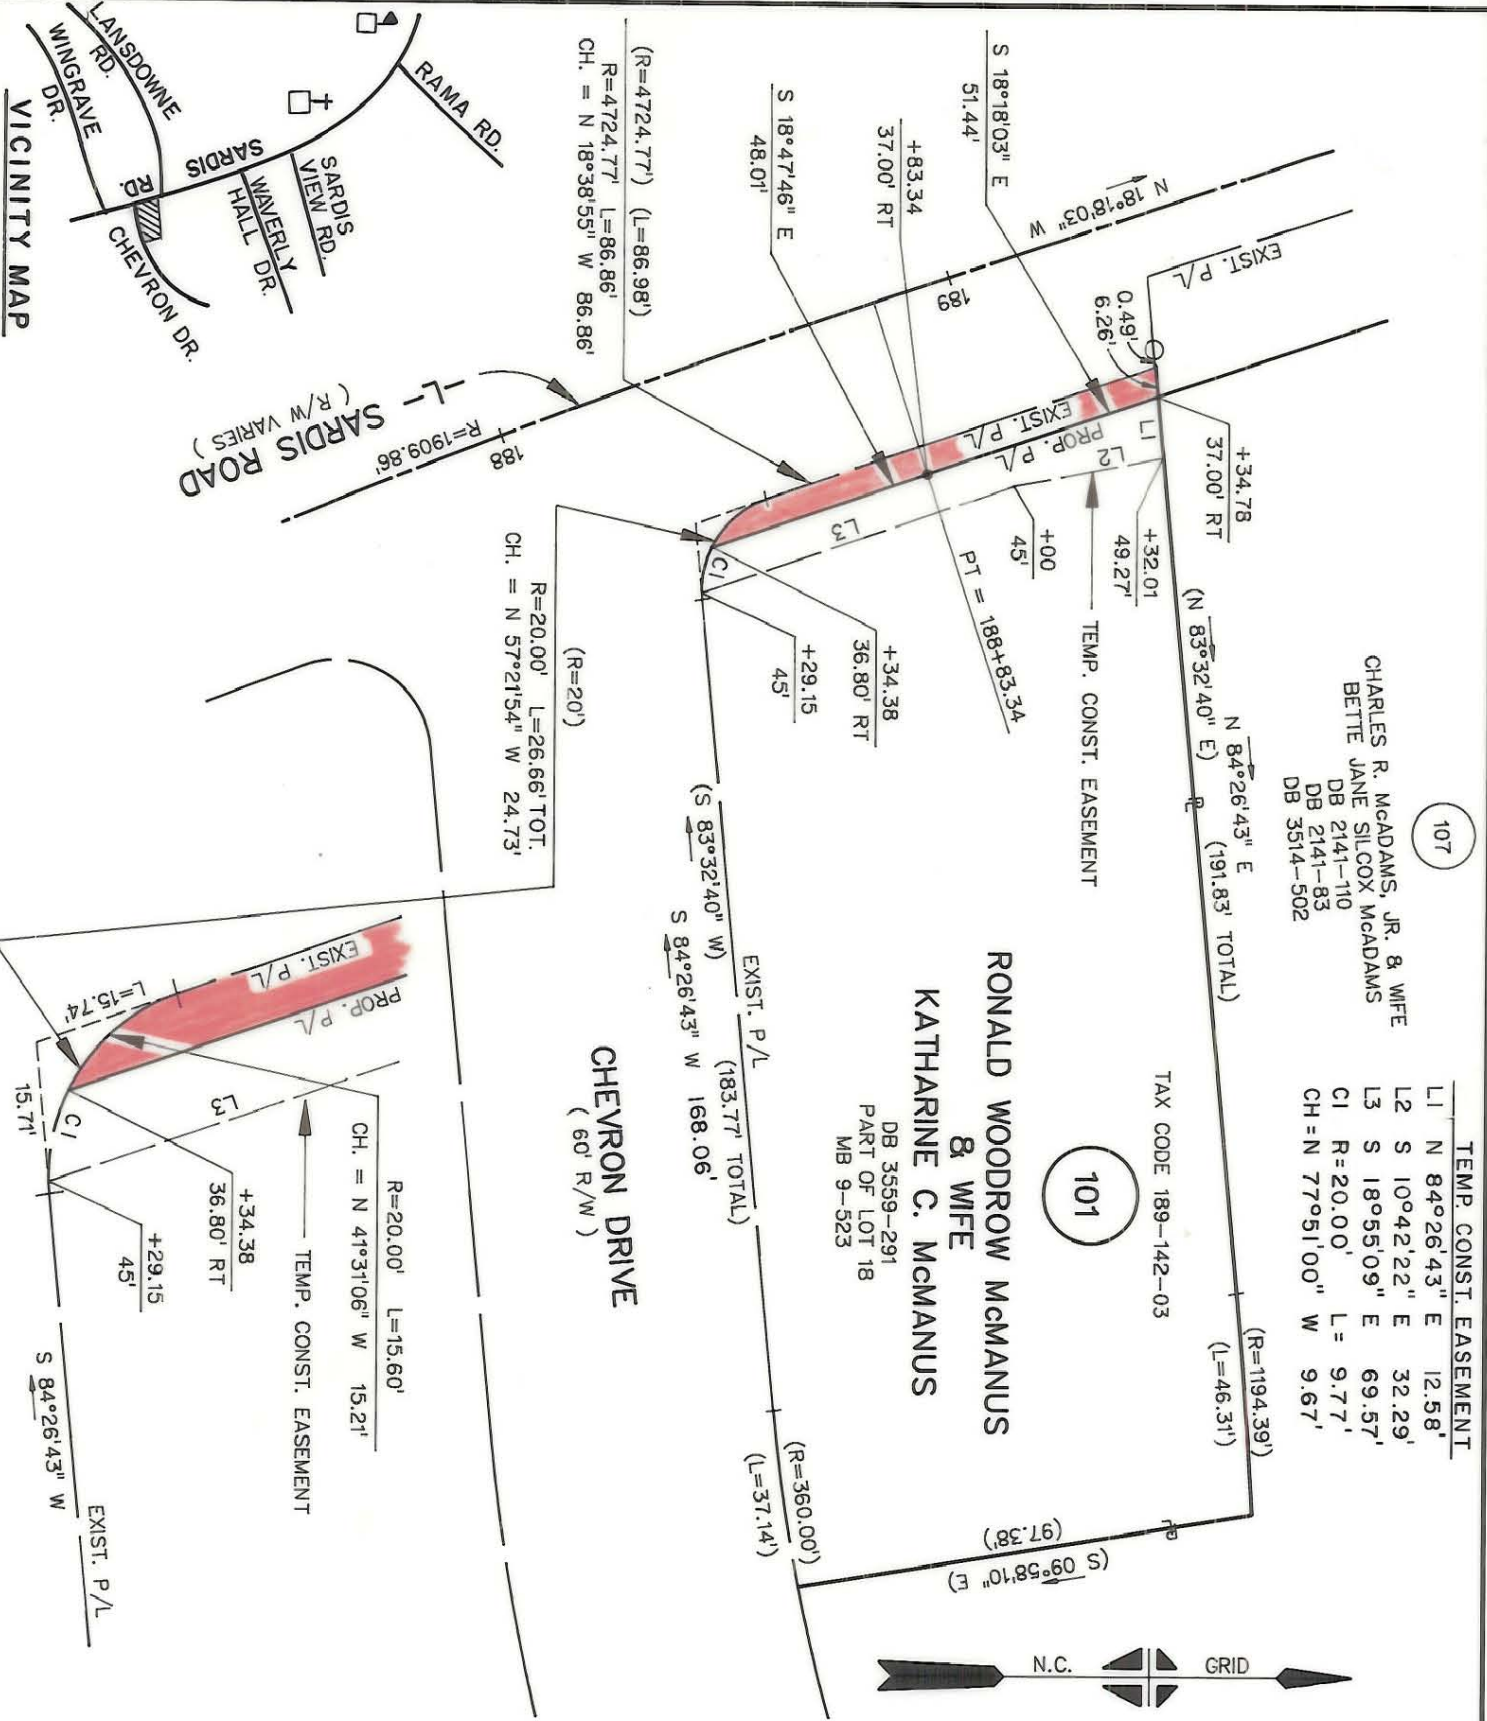 TEMP. CONST. EASEMENT
L1 N 84°26'43" E 12.58'
L2 S 10°42'22" E 32.29'
L3 S 18°55'09" E 69.57'
C1 R=20.00' L= 9.77'
CH=N 77°51'00" W 9.67'
107
CHARLES R. McADAMS, JR. & WIFE
BETTE JANE SILCOX McADAMS
DB 2141-110
DB 2141-83
DB 3514-502
N 18°18'03" W
EXIST. P/L
0.49'
6.26'
S 18°18'03" E
51.44'
+83.34
37.00' RT
S 18°47'46" E
48.01'
(R=4724.77') (L=86.98')
R=4724.77' L=86.86'
CH. = N 18°38'55" W 86.86'
189
188
R=1909.86'
-L- SARDIS ROAD
( R/W VARIES )
EXIST. P/L
PROP. P/L
L1
L2
L3
C1
+34.78
37.00' RT
+32.01
49.27'
+00
45'
PT = 188+83.34
TEMP. CONST. EASEMENT
+34.38
36.80' RT
+29.15
45'
(N 83°32'40" E)
N 84°26'43" E
(191.83' TOTAL)
(R=1194.39')
(L=46.31')
TAX CODE 189-142-03
101
RONALD WOODROW McMANUS
& WIFE
KATHARINE C. McMANUS
DB 3559-291
PART OF LOT 18
MB 9-523
(97.38')
(S 09°58'10" E)
N.C. GRID
(S 83°32'40" W)
EXIST. P/L
(183.77' TOTAL)
S 84°26'43" W 168.06'
(R=360.00')
(L=37.14')
CHEVRON DRIVE
( 60' R/W )
(R=20')
R=20.00' L=26.66' TOT.
CH. = N 57°21'54" W 24.73'
EXIST. P/L
PROP. P/L
L=15.74'
L3
C1
15.71'
R=20.00' L=15.60'
CH. = N 41°31'06" W 15.21'
TEMP. CONST. EASEMENT
+34.38
36.80' RT
+29.15
45'
S 84°26'43" W
EXIST. P/L
RAMA RD.
LANSDOWNE
RD.
WINGRAVE
DR.
SARDIS
RD.
SARDIS
VIEW RD.
WAVERLY
HALL DR.
CHEVRON DR.
VICINITY MAP